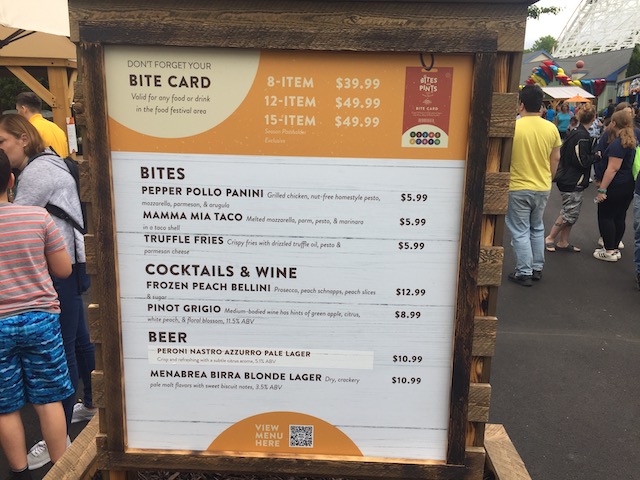 DON'T FORGET YOUR
BITE CARD
Valid for any food or drink
in the food festival area
8-ITEM $39.99
12-ITEM $49.99
15-ITEM $49.99
Season Passholder
Exclusive
BITES
PINTS
BITE CARD
BITES
PEPPER POLLO PANINI Grilled chicken, nut-free homestyle pesto, $5.99
mozzarella, parmesan, & arugula
MAMMA MIA TACO Melted mozzarella, parm, pesto, & marinara $5.99
in a taco shell
TRUFFLE FRIES Crispy fries with drizzled truffle oil, pesto & $5.99
parmesan cheese
COCKTAILS & WINE
FROZEN PEACH BELLINI Prosecco, peach schnapps, peach slices $12.99
& sugar
PINOT GRIGIO Medium-bodied wine has hints of green apple, citrus, $8.99
white peach, & floral blossom, 11.5% ABV
BEER
PERONI NASTRO AZZURRO PALE LAGER $10.99
Crisp and refreshing with a subtle citrus aroma, 5.1% ABV
MENABREA BIRRA BLONDE LAGER Dry, crackery $10.99
pale malt flavors with sweet biscuit notes, 3.5% ABV
VIEW
MENU
HERE